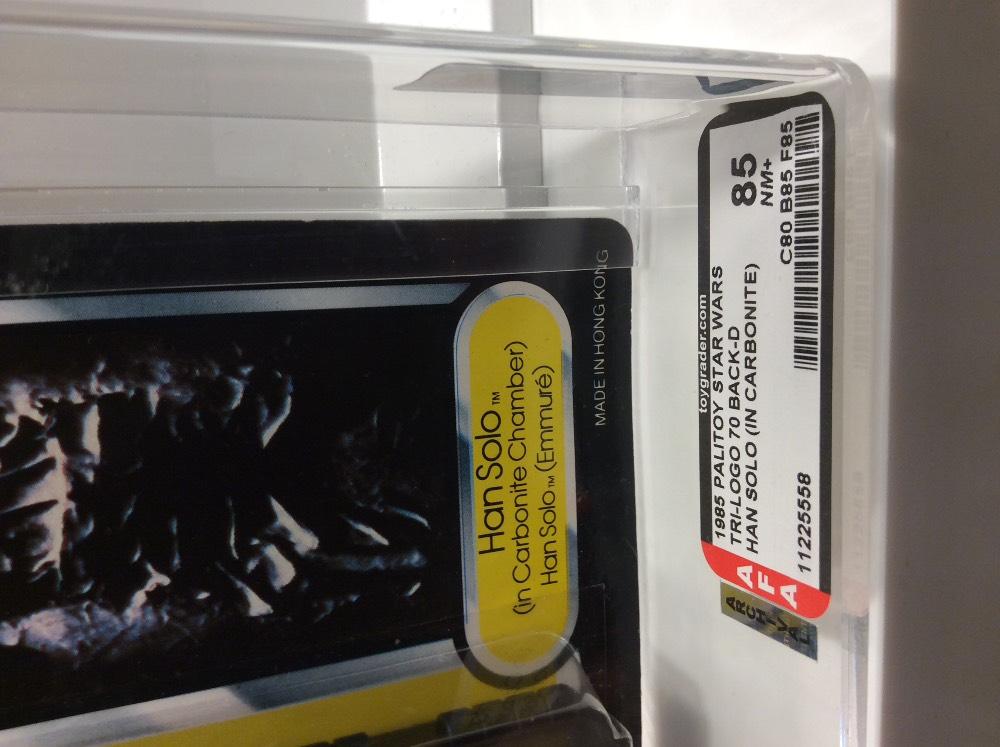 Han Solo™
(in Carbonite Chamber)
Han Solo™ (Emmuré)
MADE IN HONG KONG
toygrader.com
1985 PALITOY STAR WARS
TRI-LOGO 70 BACK-D
HAN SOLO (IN CARBONITE)
85
NM+
C80 B85 F85
11225558
AFA
ARCHIVAL